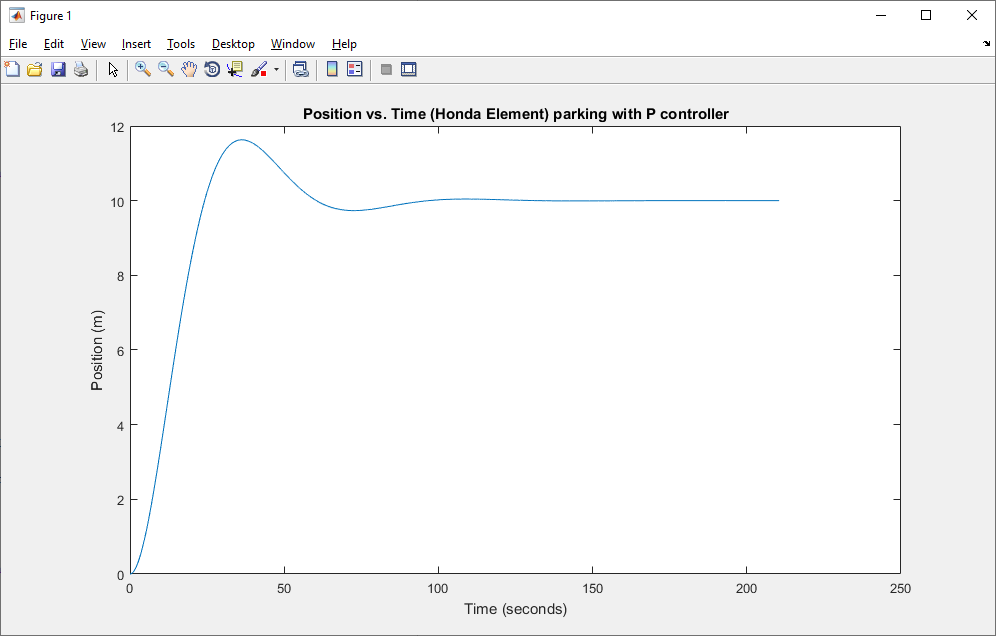 Figure 1
File Edit View Insert Tools Desktop Window Help
Position vs. Time (Honda Element) parking with P controller
12
10
8
6
4
2
0
Position (m)
0 50 100 150 200 250
Time (seconds)